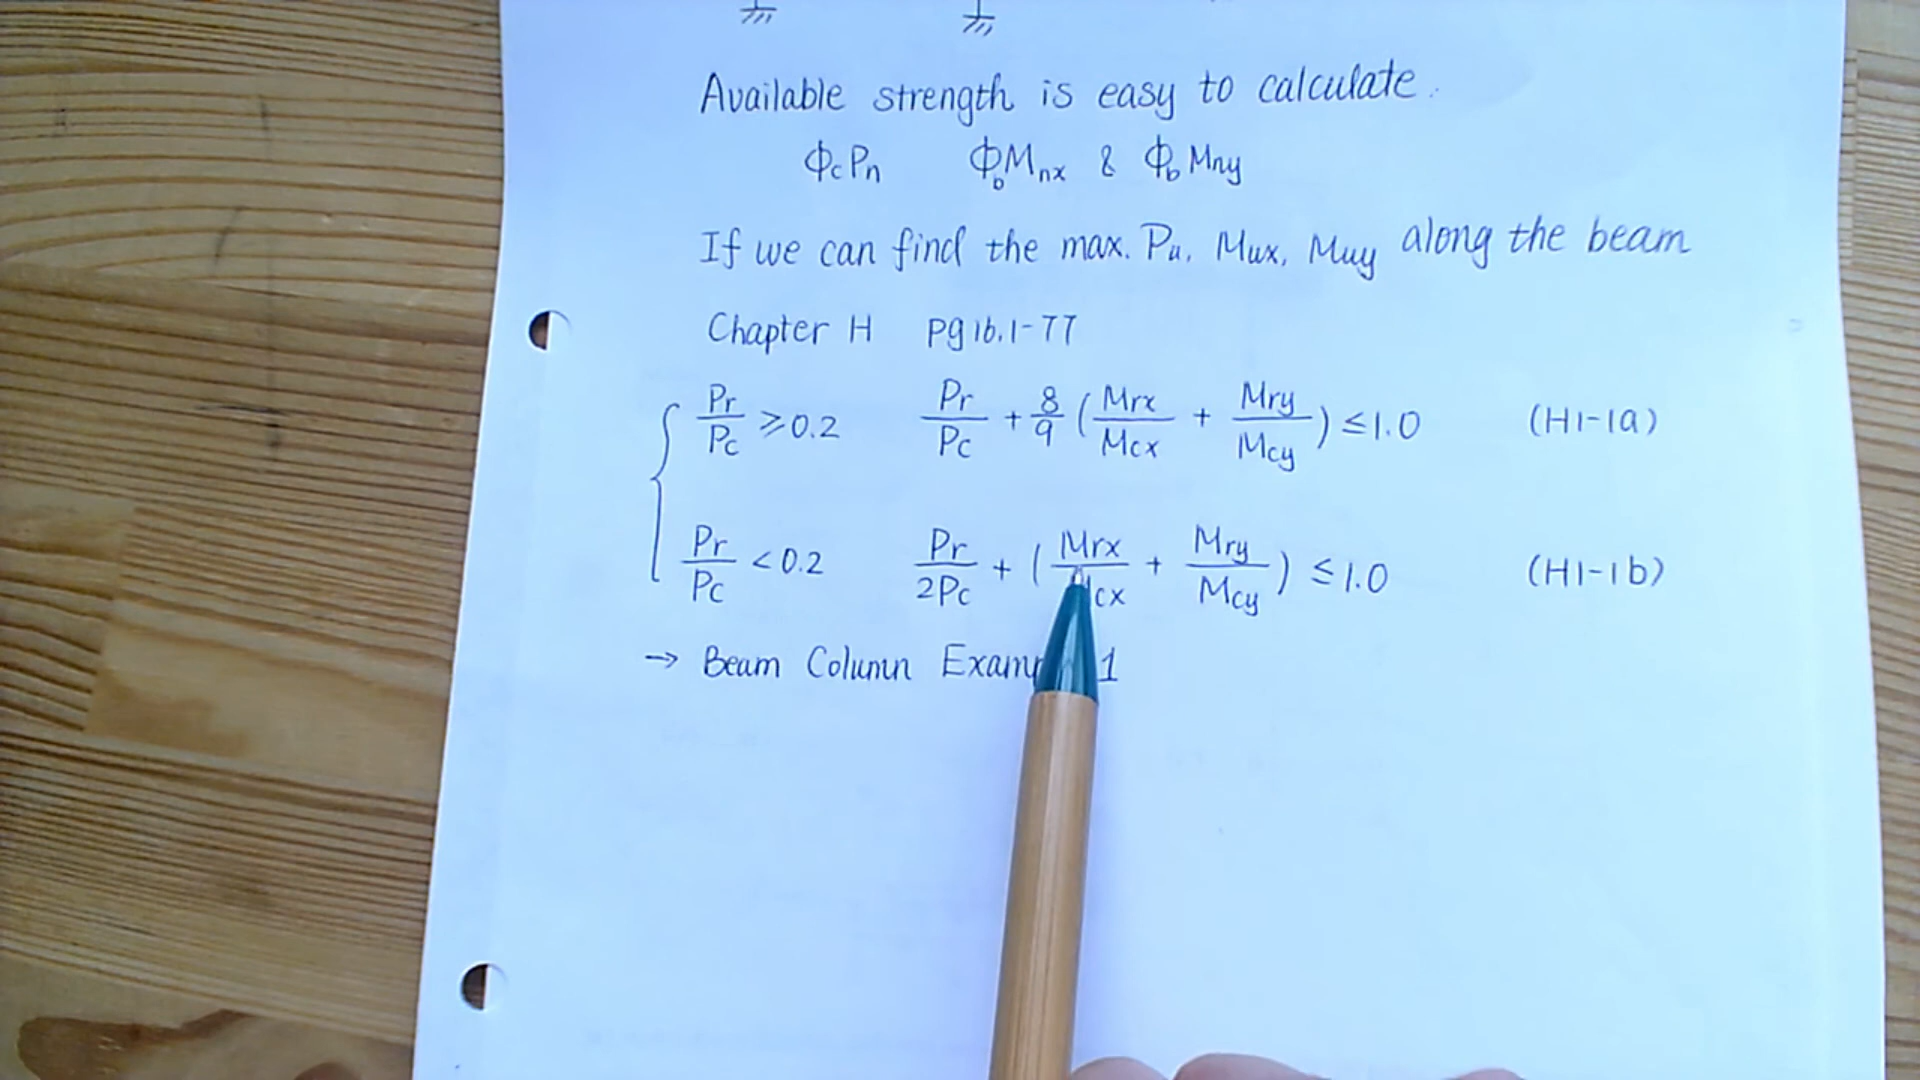 Available strength is easy to calculate.
ΦcPn ΦbMnx & ΦbMny
If we can find the max. Pu, Mux, Muy along the beam
Chapter H pg 16.1-77
Pr/Pc ≥ 0.2 Pr/Pc + 8/9 (Mrx/Mcx + Mry/Mcy) ≤ 1.0 (H1-1a)
Pr/Pc < 0.2 Pr/2Pc + (Mrx/Mcx + Mry/Mcy) ≤ 1.0 (H1-1b)
→ Beam Column Example 1